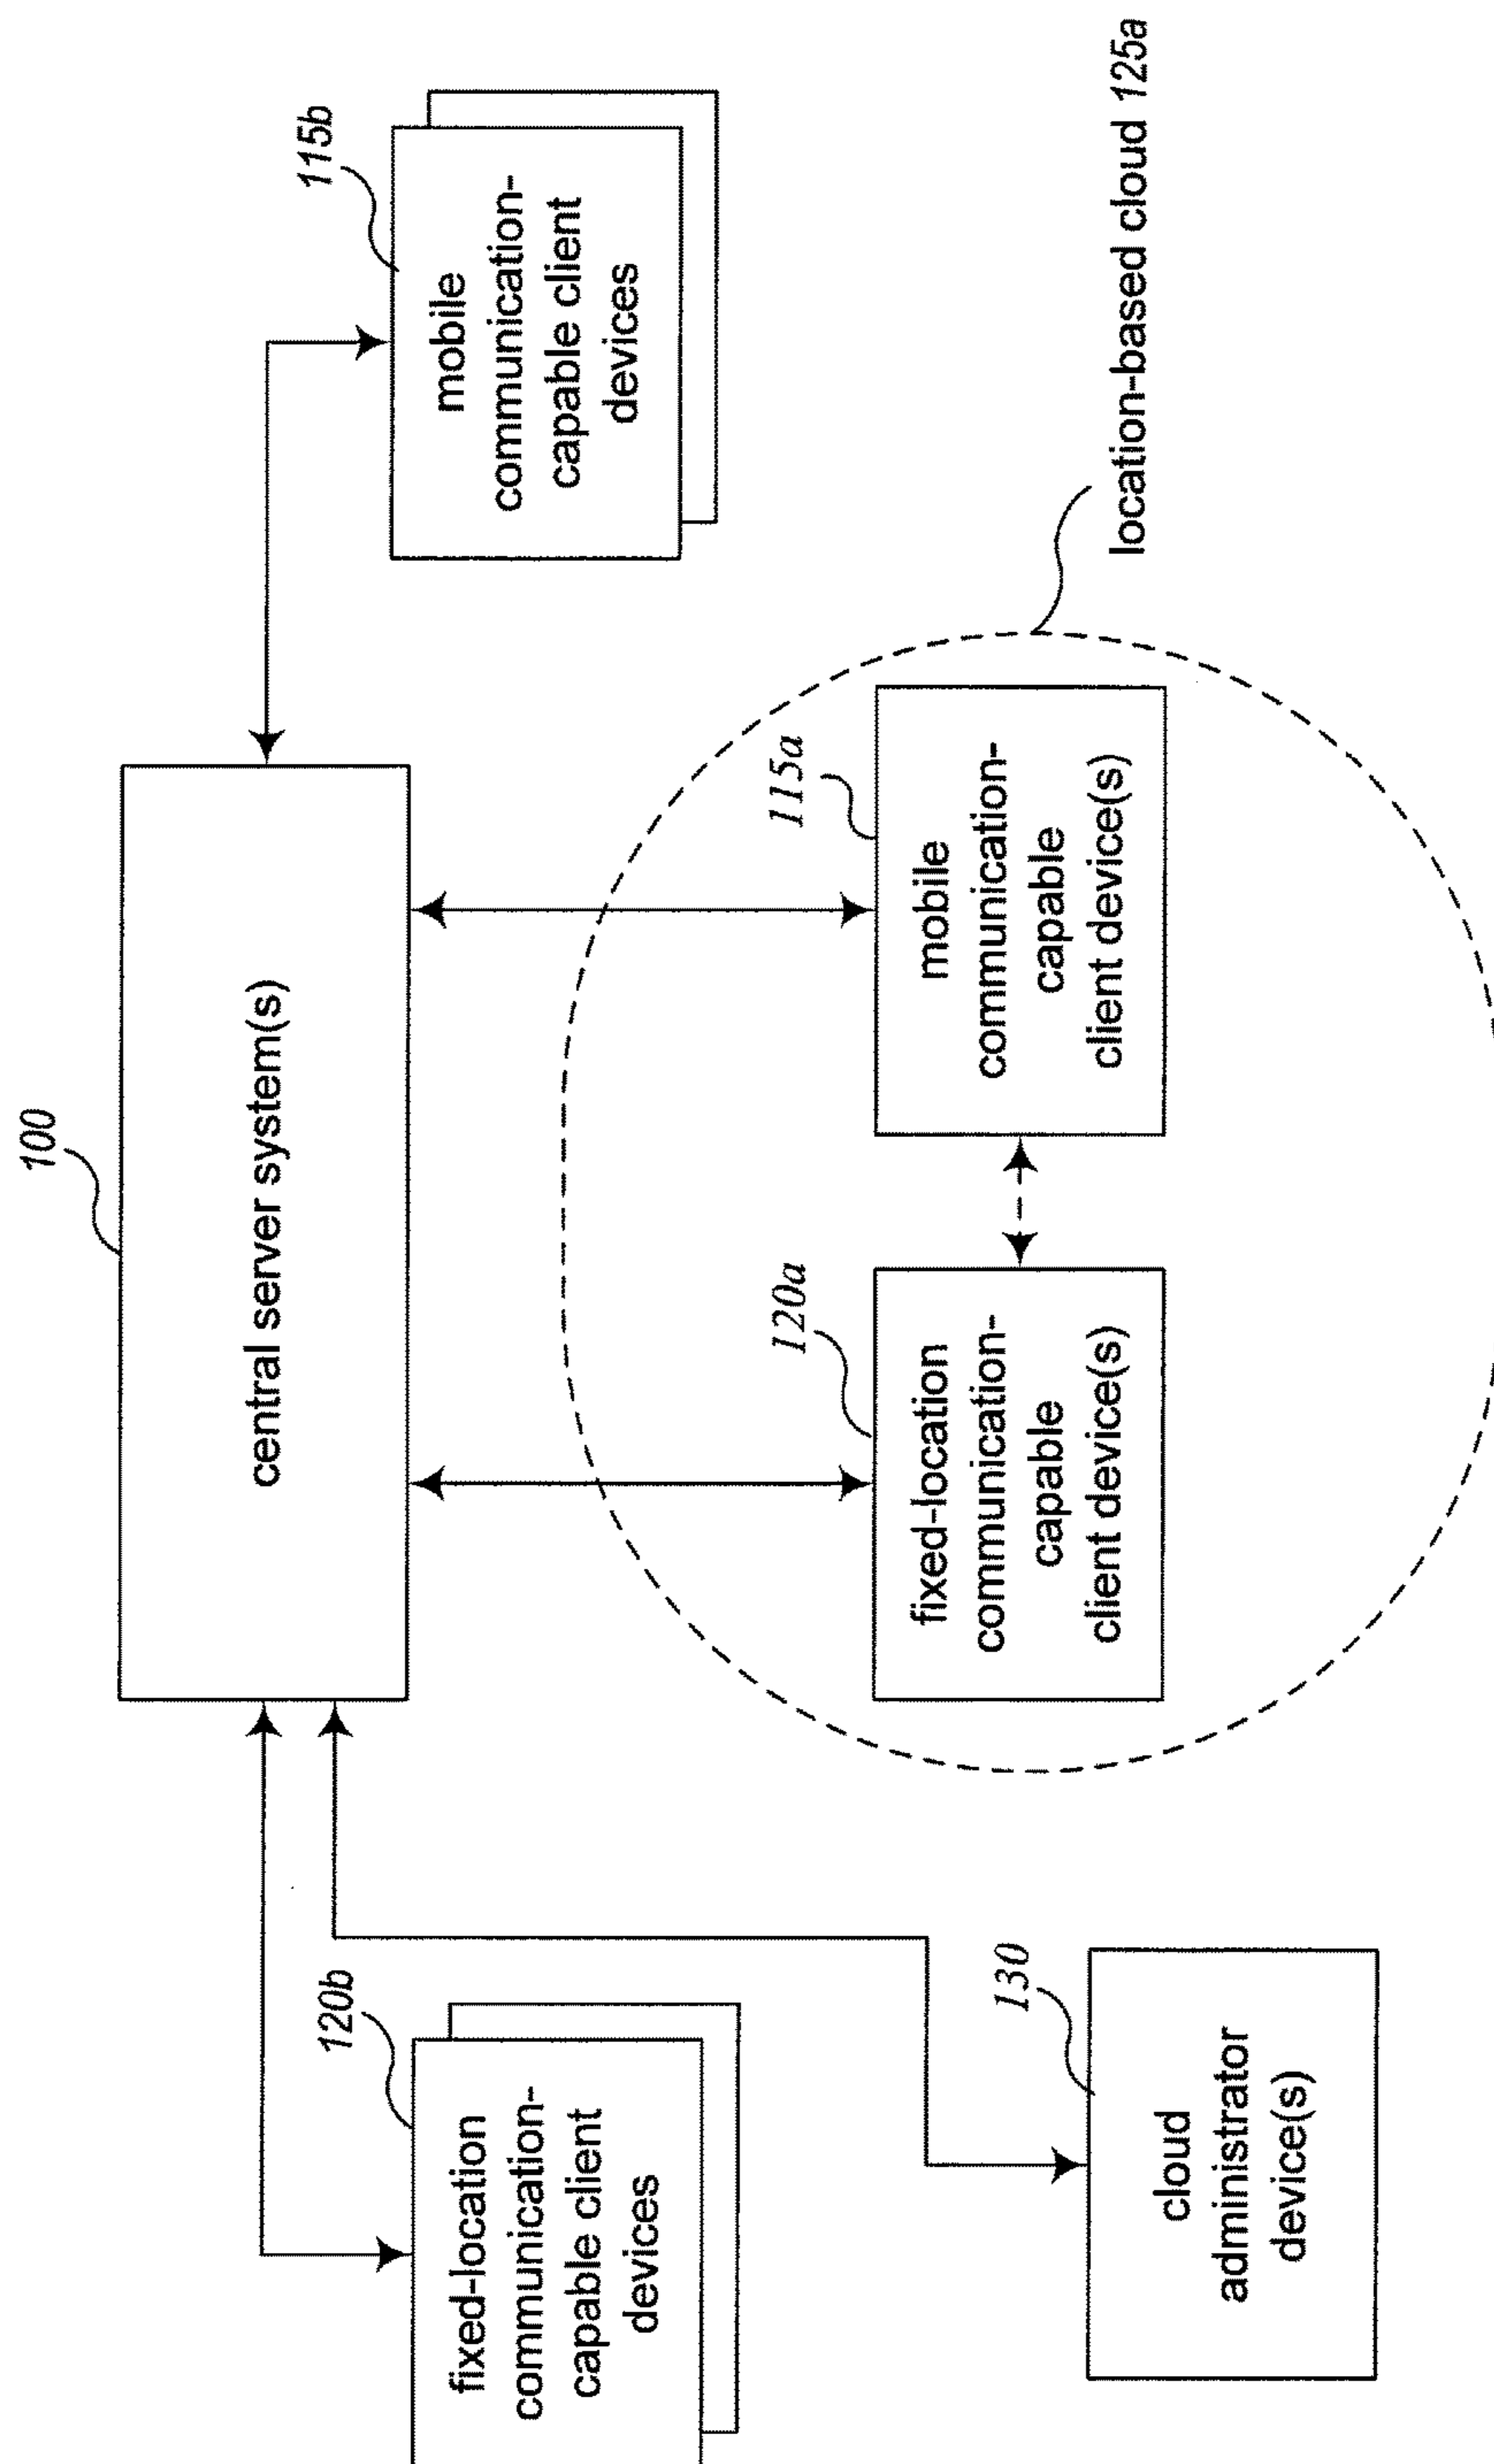 100
central server system(s)
120b
fixed-location
communication-
capable client
devices
115b
mobile
communication-
capable client
devices
120a
fixed-location
communication-
capable
client device(s)
115a
mobile
communication-
capable
client device(s)
130
cloud
administrator
device(s)
location-based cloud 125a